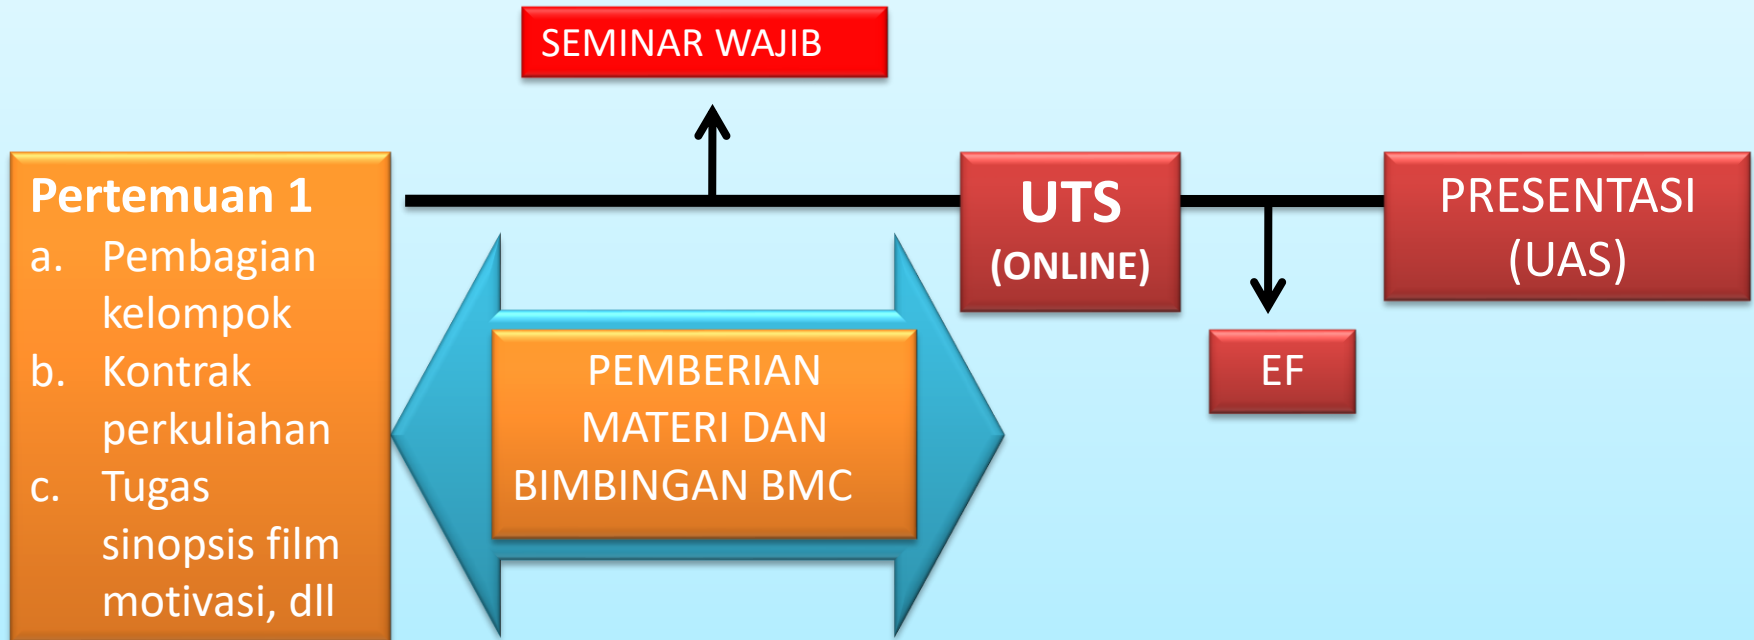 SEMINAR WAJIB
Pertemuan 1
a. Pembagian
kelompok
b. Kontrak
perkuliahan
c. Tugas
sinopsis film
motivasi, dll
PEMBERIAN
MATERI DAN
BIMBINGAN BMC
UTS
(ONLINE)
EF
PRESENTASI
(UAS)